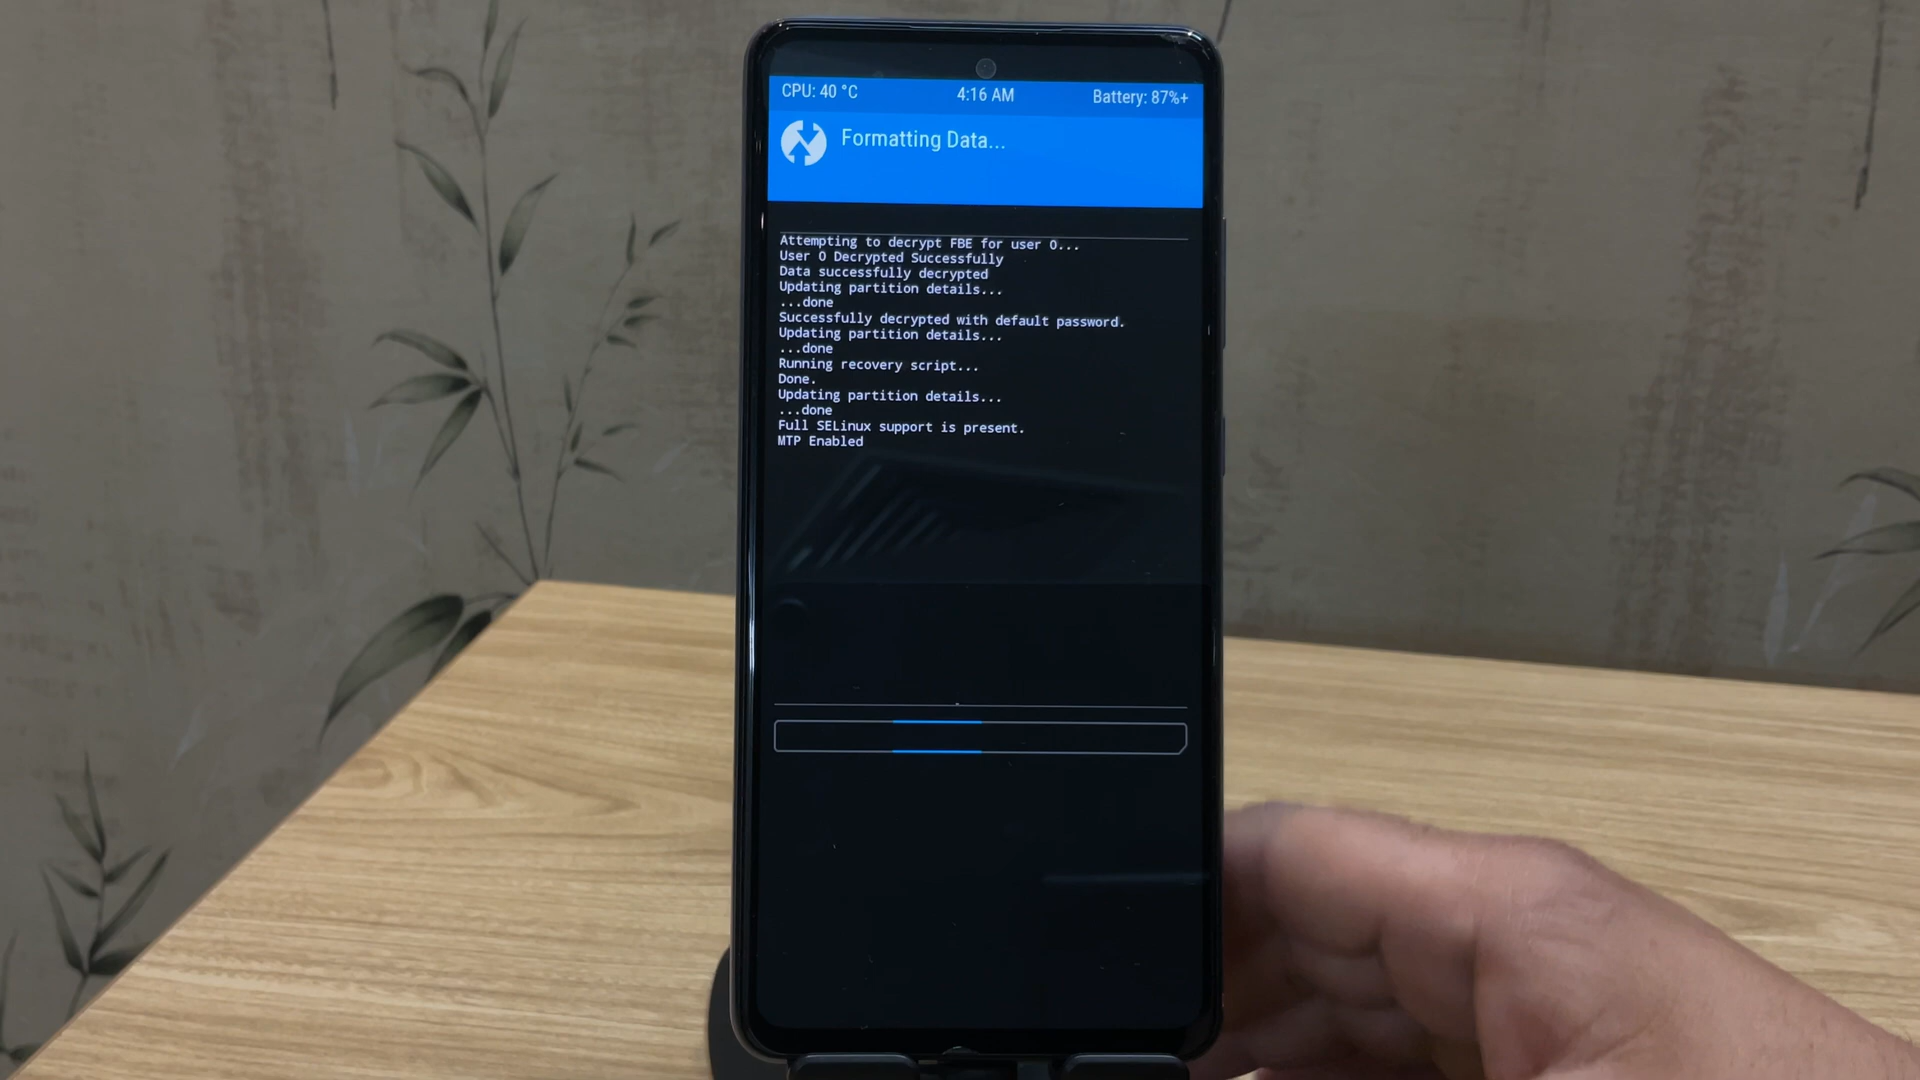 CPU: 40 °C 4:16 AM Battery: 87%+
Formatting Data...
Attempting to decrypt FBE for user 0...
User 0 Decrypted Successfully
Data successfully decrypted
Updating partition details...
...done
Successfully decrypted with default password.
Updating partition details...
...done
Running recovery script...
Done.
Updating partition details...
...done
Full SELinux support is present.
MTP Enabled